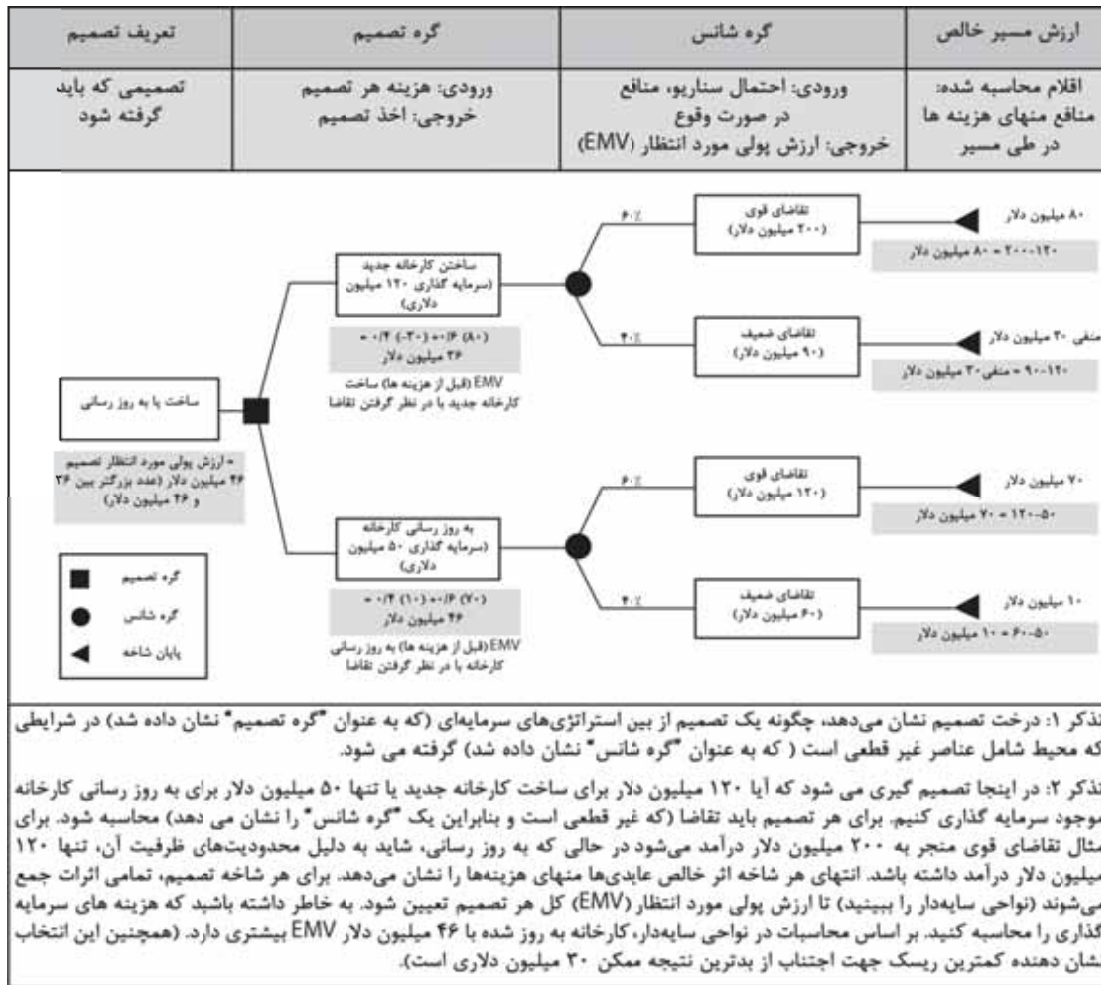 تعریف تصمیم
گره تصمیم
گره شانس
ارزش مسیر خالص
تصمیمی که باید
گرفته شود
ورودی: هزینه هر تصمیم
خروجی: اخذ تصمیم
ورودی: احتمال سناریو، منافع
در صورت وقوع
خروجی: ارزش پولی مورد انتظار (EMV)
اقلام محاسبه شده:
منافع منهای هزینه ها
در طی مسیر
ساخت یا به روز رسانی
= ارزش پولی مورد انتظار تصمیم
۴۶ میلیون دلار (عدد بزرگتر بین ۳۶
و ۴۶ میلیون دلار)
ساختن کارخانه جدید
(سرمایه گذاری ۱۲۰ میلیون
دلاری)
= ۰/۴ (-۳۰) +۰/۶ (۸۰)
۳۶ میلیون دلار
EMV (قبل از هزینه ها) ساخت
کارخانه جدید با در نظر گرفتن تقاضا
۶۰٪
تقاضای قوی
(۲۰۰ میلیون دلار)
۸۰ میلیون دلار
۲۰۰-۱۲۰ = ۸۰ میلیون دلار
۴۰٪
تقاضای ضعیف
(۹۰ میلیون دلار)
منفی ۳۰ میلیون دلار
۹۰-۱۲۰ = منفی۳۰ میلیون دلار
به روز رسانی کارخانه
(سرمایه گذاری ۵۰ میلیون
دلاری)
= ۰/۴ (۱۰) +۰/۶ (۷۰)
۴۶ میلیون دلار
EMV(قبل از هزینه ها) به روز رسانی
کارخانه با در نظر گرفتن تقاضا
۶۰٪
تقاضای قوی
(۱۲۰ میلیون دلار)
۷۰ میلیون دلار
۱۲۰-۵۰ = ۷۰ میلیون دلار
۴۰٪
تقاضای ضعیف
(۶۰ میلیون دلار)
۱۰ میلیون دلار
۶۰-۵۰ = ۱۰ میلیون دلار
گره تصمیم
گره شانس
پایان شاخه
تذکر ۱: درخت تصمیم نشان می‌دهد، چگونه یک تصمیم از بین استراتژی‌های سرمایه‌ای (که به عنوان "گره تصمیم" نشان داده شد) در شرایطی
که محیط شامل عناصر غیر قطعی است ( که به عنوان "گره شانس" نشان داده شد) گرفته می شود.
تذکر ۲: در اینجا تصمیم گیری می شود که آیا ۱۲۰ میلیون دلار برای ساخت کارخانه جدید یا تنها ۵۰ میلیون دلار برای به روز رسانی کارخانه
موجود سرمایه گذاری کنیم. برای هر تصمیم باید تقاضا (که غیر قطعی است و بنابراین یک "گره شانس" را نشان می دهد) محاسبه شود. برای
مثال تقاضای قوی منجر به ۲۰۰ میلیون دلار درآمد می‌شود در حالی که به روز رسانی، شاید به دلیل محدودیت‌های ظرفیت آن، تنها ۱۲۰
میلیون دلار درآمد داشته باشد. انتهای هر شاخه اثر خالص عایدی‌ها منهای هزینه‌ها را نشان می‌دهد. برای هر شاخه تصمیم، تمامی اثرات جمع
می‌شوند (نواحی سایه‌دار را ببینید) تا ارزش پولی مورد انتظار (EMV) کل هر تصمیم تعیین شود. به خاطر داشته باشید که هزینه های سرمایه
گذاری را محاسبه کنید. بر اساس محاسبات در نواحی سایه‌دار، کارخانه به روز شده با ۴۶ میلیون دلار EMV بیشتری دارد. (همچنین این انتخاب
نشان دهنده کمترین ریسک جهت اجتناب از بدترین نتیجه ممکن ۳۰ میلیون دلاری است).